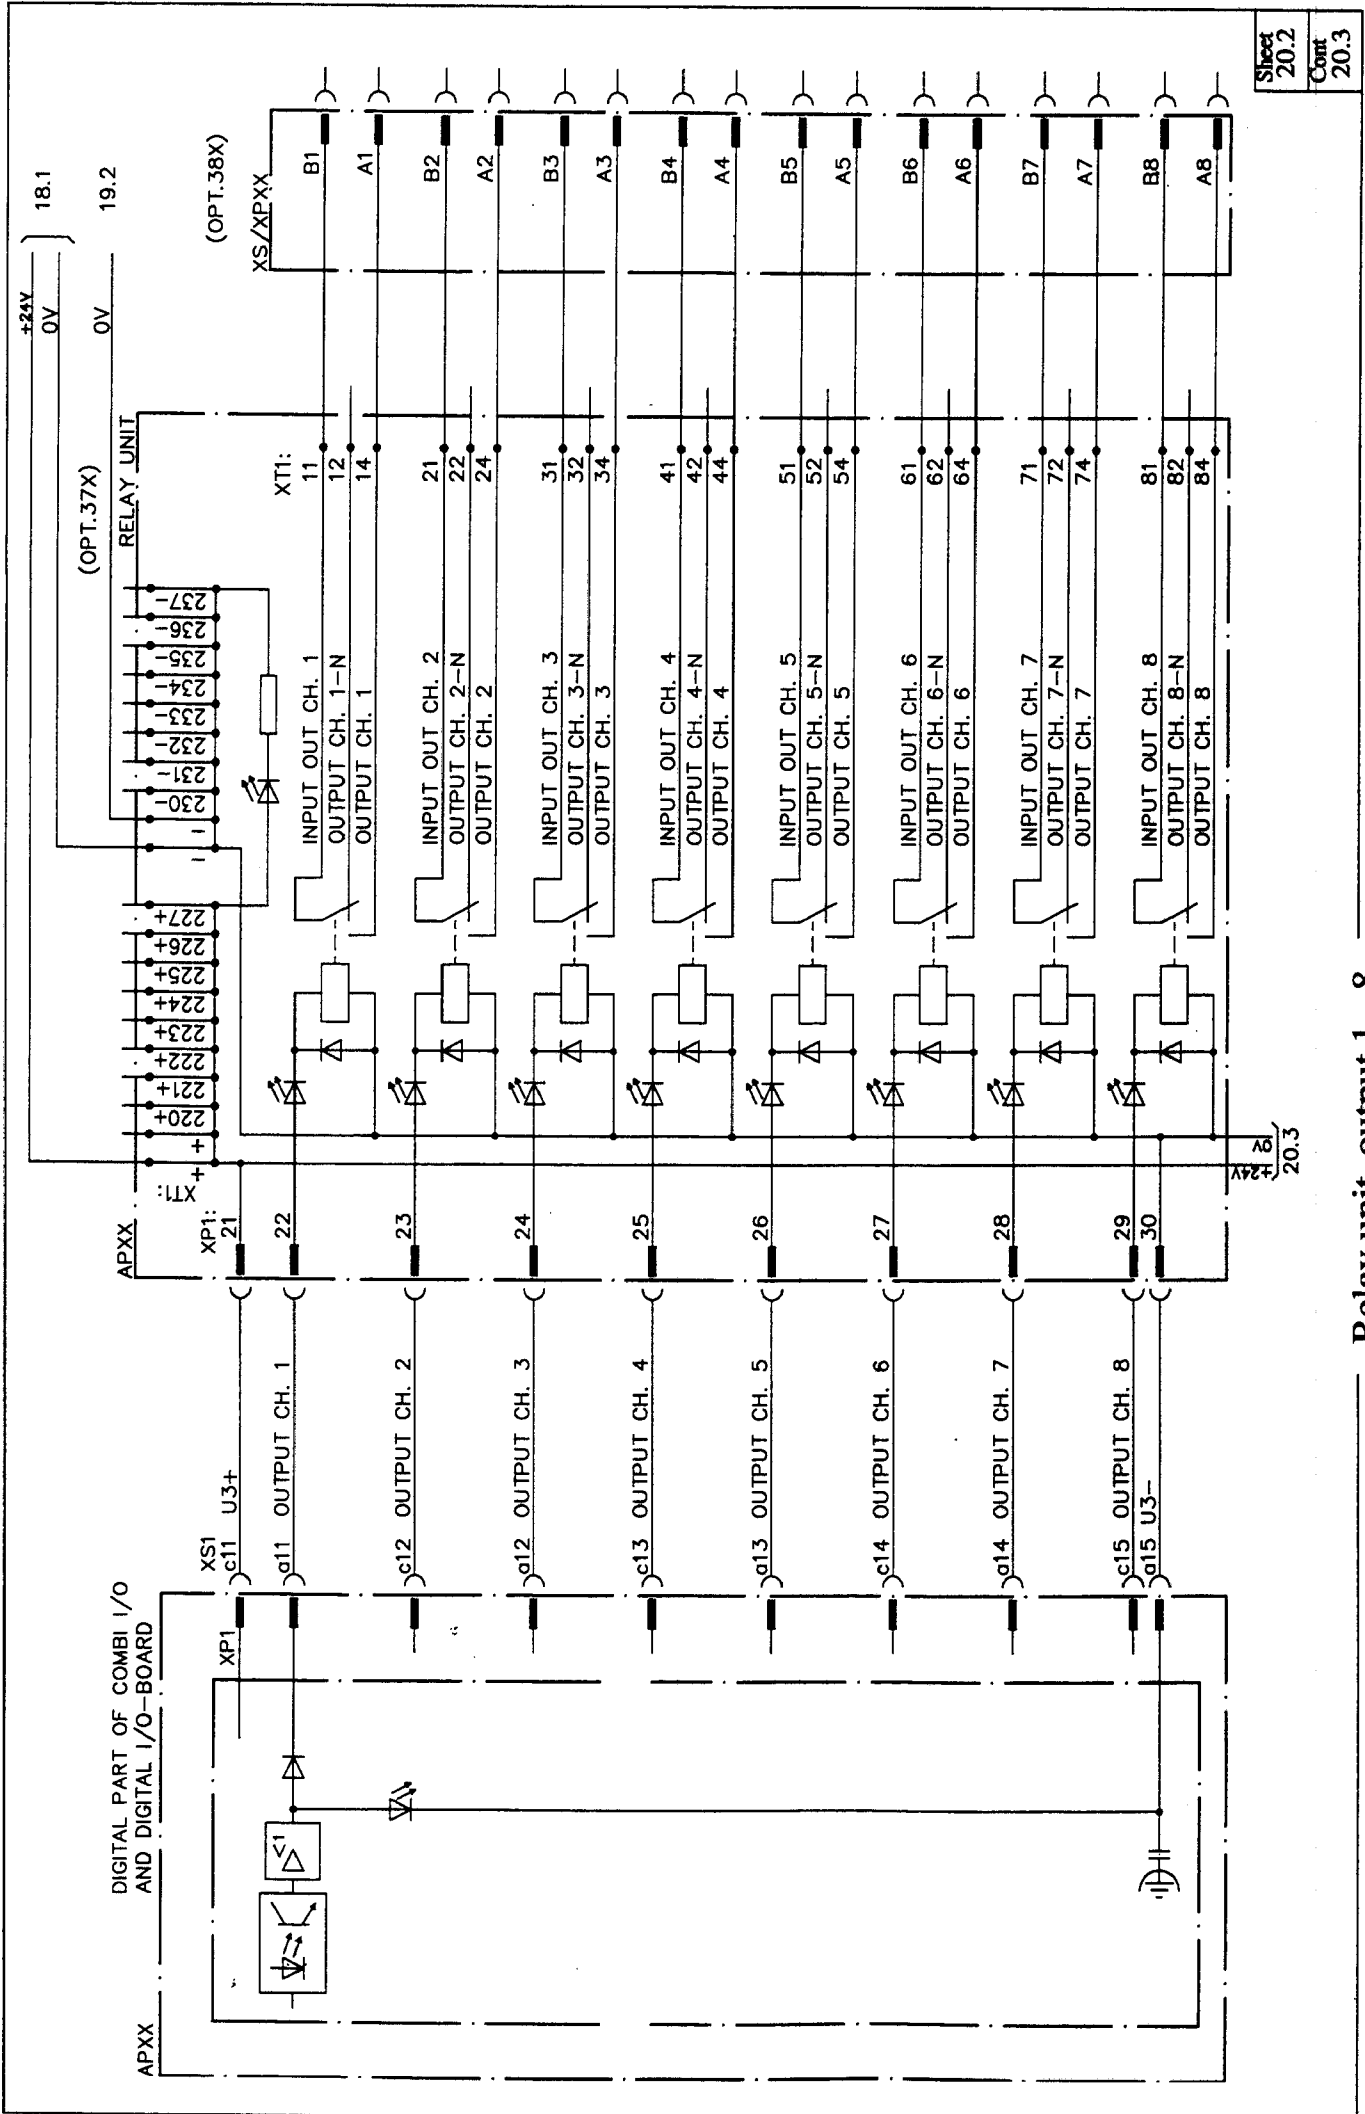 Sheet
20.2
Cont
20.3
+24V
0V
18.1
0V
19.2
(OPT.37X)
RELAY UNIT
(OPT.38X)
XS/XPXX
XT1:
+
+
220+
221+
222+
223+
224+
225+
226+
227+
-
-
230-
231-
232-
233-
234-
235-
236-
237-
XT1:
DIGITAL PART OF COMBI I/O
AND DIGITAL I/O-BOARD
APXX
XP1
XS1
APXX
XP1:
c11 U3+ 21
a11 OUTPUT CH. 1 22
INPUT OUT CH. 1 11 B1
OUTPUT CH. 1-N 12
OUTPUT CH. 1 14 A1
c12 OUTPUT CH. 2 23
INPUT OUT CH. 2 21 B2
OUTPUT CH. 2-N 22
OUTPUT CH. 2 24 A2
a12 OUTPUT CH. 3 24
INPUT OUT CH. 3 31 B3
OUTPUT CH. 3-N 32
OUTPUT CH. 3 34 A3
c13 OUTPUT CH. 4 25
INPUT OUT CH. 4 41 B4
OUTPUT CH. 4-N 42
OUTPUT CH. 4 44 A4
a13 OUTPUT CH. 5 26
INPUT OUT CH. 5 51 B5
OUTPUT CH. 5-N 52
OUTPUT CH. 5 54 A5
c14 OUTPUT CH. 6 27
INPUT OUT CH. 6 61 B6
OUTPUT CH. 6-N 62
OUTPUT CH. 6 64 A6
a14 OUTPUT CH. 7 28
INPUT OUT CH. 7 71 B7
OUTPUT CH. 7-N 72
OUTPUT CH. 7 74 A7
c15 OUTPUT CH. 8 29
INPUT OUT CH. 8 81 B8
OUTPUT CH. 8-N 82
OUTPUT CH. 8 84 A8
a15 U3- 30
<1
+24V
0V
20.3
Relay unit, output 1